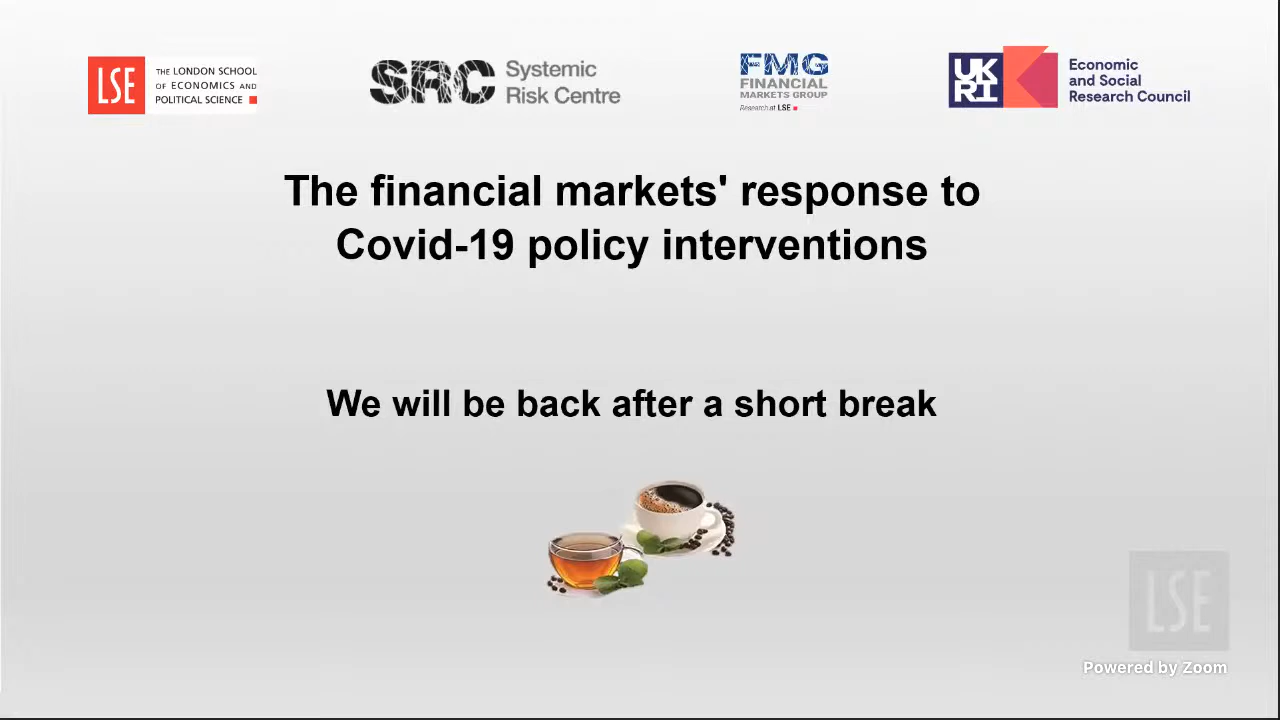 LSE
THE LONDON SCHOOL
OF ECONOMICS AND
POLITICAL SCIENCE
SRC
Systemic
Risk Centre
FMG
FINANCIAL
MARKETS GROUP
Research at LSE
UK
RI
Economic
and Social
Research Council
The financial markets' response to
Covid-19 policy interventions
We will be back after a short break
LSE
Powered by Zoom